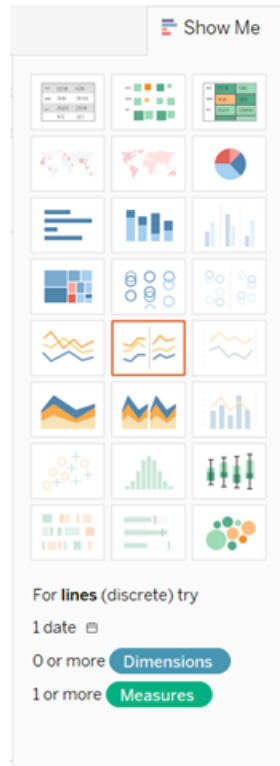 Show Me
For lines (discrete) try
1 date
0 or more Dimensions
1 or more Measures